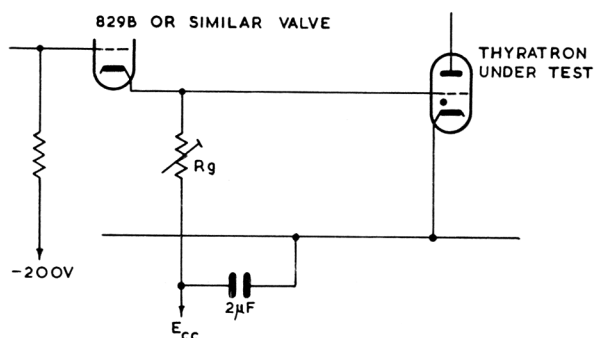 829B OR SIMILAR VALVE
THYRATRON
UNDER TEST
Rg
-200V
2µF
Ecc